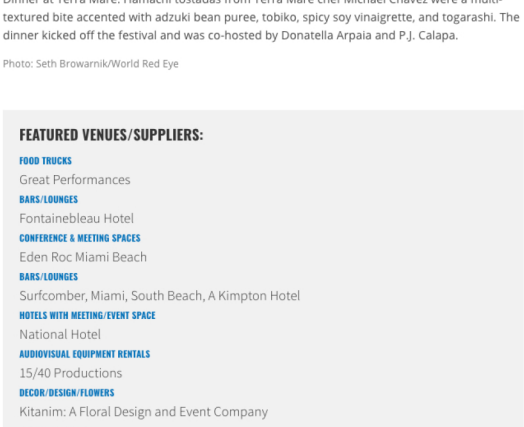 Dinner at Terra Mare. Hamachi tostadas from Terra Mare chef Michael Chavez were a multi-
textured bite accented with adzuki bean puree, tobiko, spicy soy vinaigrette, and togarashi. The
dinner kicked off the festival and was co-hosted by Donatella Arpaia and P.J. Calapa.
Photo: Seth Browarnik/World Red Eye
FEATURED VENUES/SUPPLIERS:
FOOD TRUCKS
Great Performances
BARS/LOUNGES
Fontainebleau Hotel
CONFERENCE & MEETING SPACES
Eden Roc Miami Beach
BARS/LOUNGES
Surfcomber, Miami, South Beach, A Kimpton Hotel
HOTELS WITH MEETING/EVENT SPACE
National Hotel
AUDIOVISUAL EQUIPMENT RENTALS
15/40 Productions
DECOR/DESIGN/FLOWERS
Kitanim: A Floral Design and Event Company